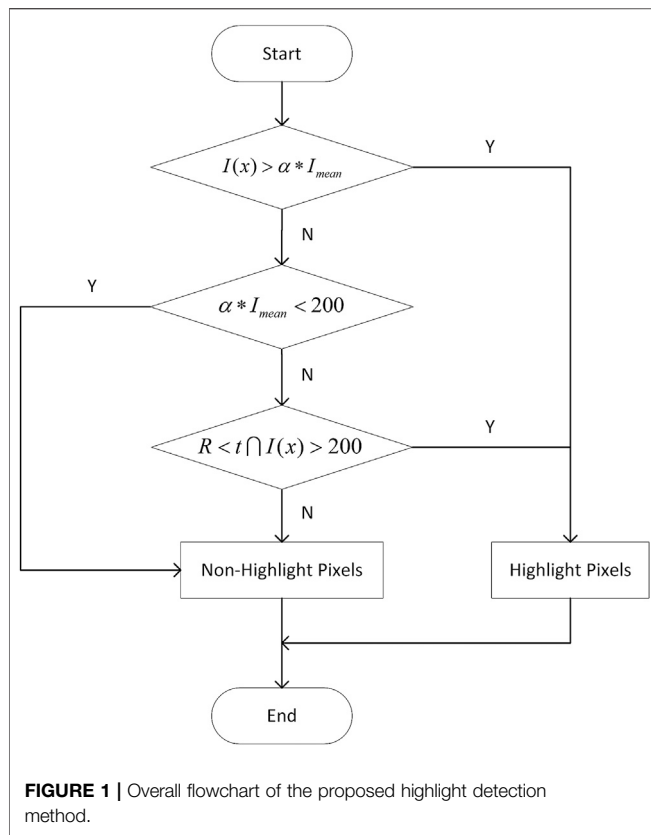 Start
I(x) > α * I_mean
Y
N
Y
α * I_mean < 200
N
R < t ⋂ I(x) > 200
Y
N
Non-Highlight Pixels
Highlight Pixels
End
FIGURE 1 | Overall flowchart of the proposed highlight detection
method.